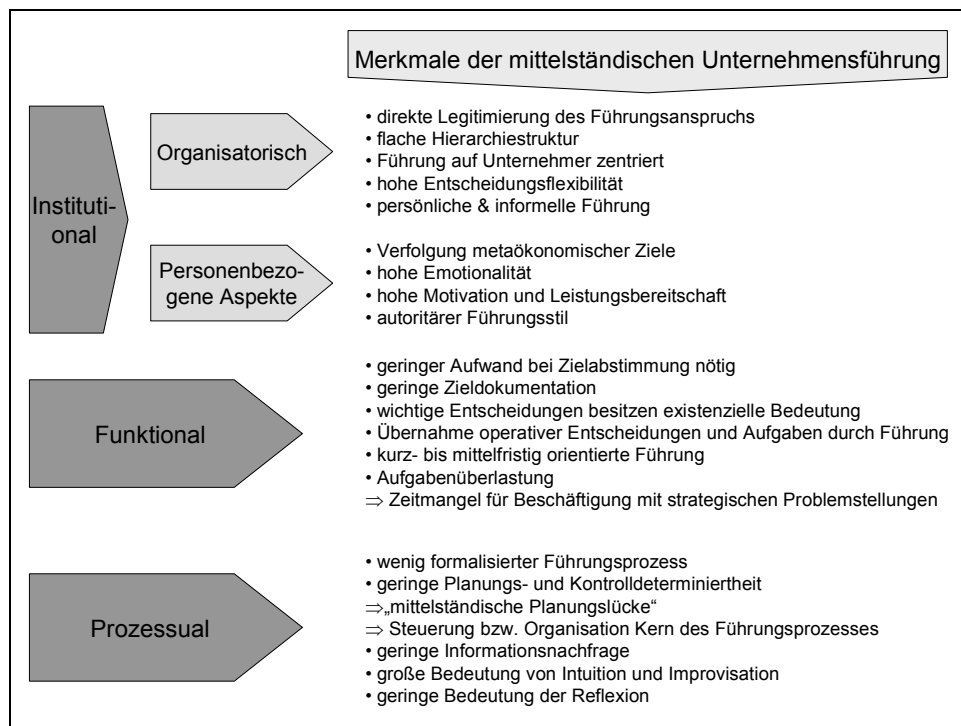 Merkmale der mittelständischen Unternehmensführung
Instituti-
onal
Organisatorisch
• direkte Legitimierung des Führungsanspruchs
• flache Hierarchiestruktur
• Führung auf Unternehmer zentriert
• hohe Entscheidungsflexibilität
• persönliche & informelle Führung
Personenbezo-
gene Aspekte
• Verfolgung metaökonomischer Ziele
• hohe Emotionalität
• hohe Motivation und Leistungsbereitschaft
• autoritärer Führungsstil
Funktional
• geringer Aufwand bei Zielabstimmung nötig
• geringe Zieldokumentation
• wichtige Entscheidungen besitzen existenzielle Bedeutung
• Übernahme operativer Entscheidungen und Aufgaben durch Führung
• kurz- bis mittelfristig orientierte Führung
• Aufgabenüberlastung
⇒ Zeitmangel für Beschäftigung mit strategischen Problemstellungen
Prozessual
• wenig formalisierter Führungsprozess
• geringe Planungs- und Kontrolldeterminiertheit
⇒„mittelständische Planungslücke“
⇒ Steuerung bzw. Organisation Kern des Führungsprozesses
• geringe Informationsnachfrage
• große Bedeutung von Intuition und Improvisation
• geringe Bedeutung der Reflexion